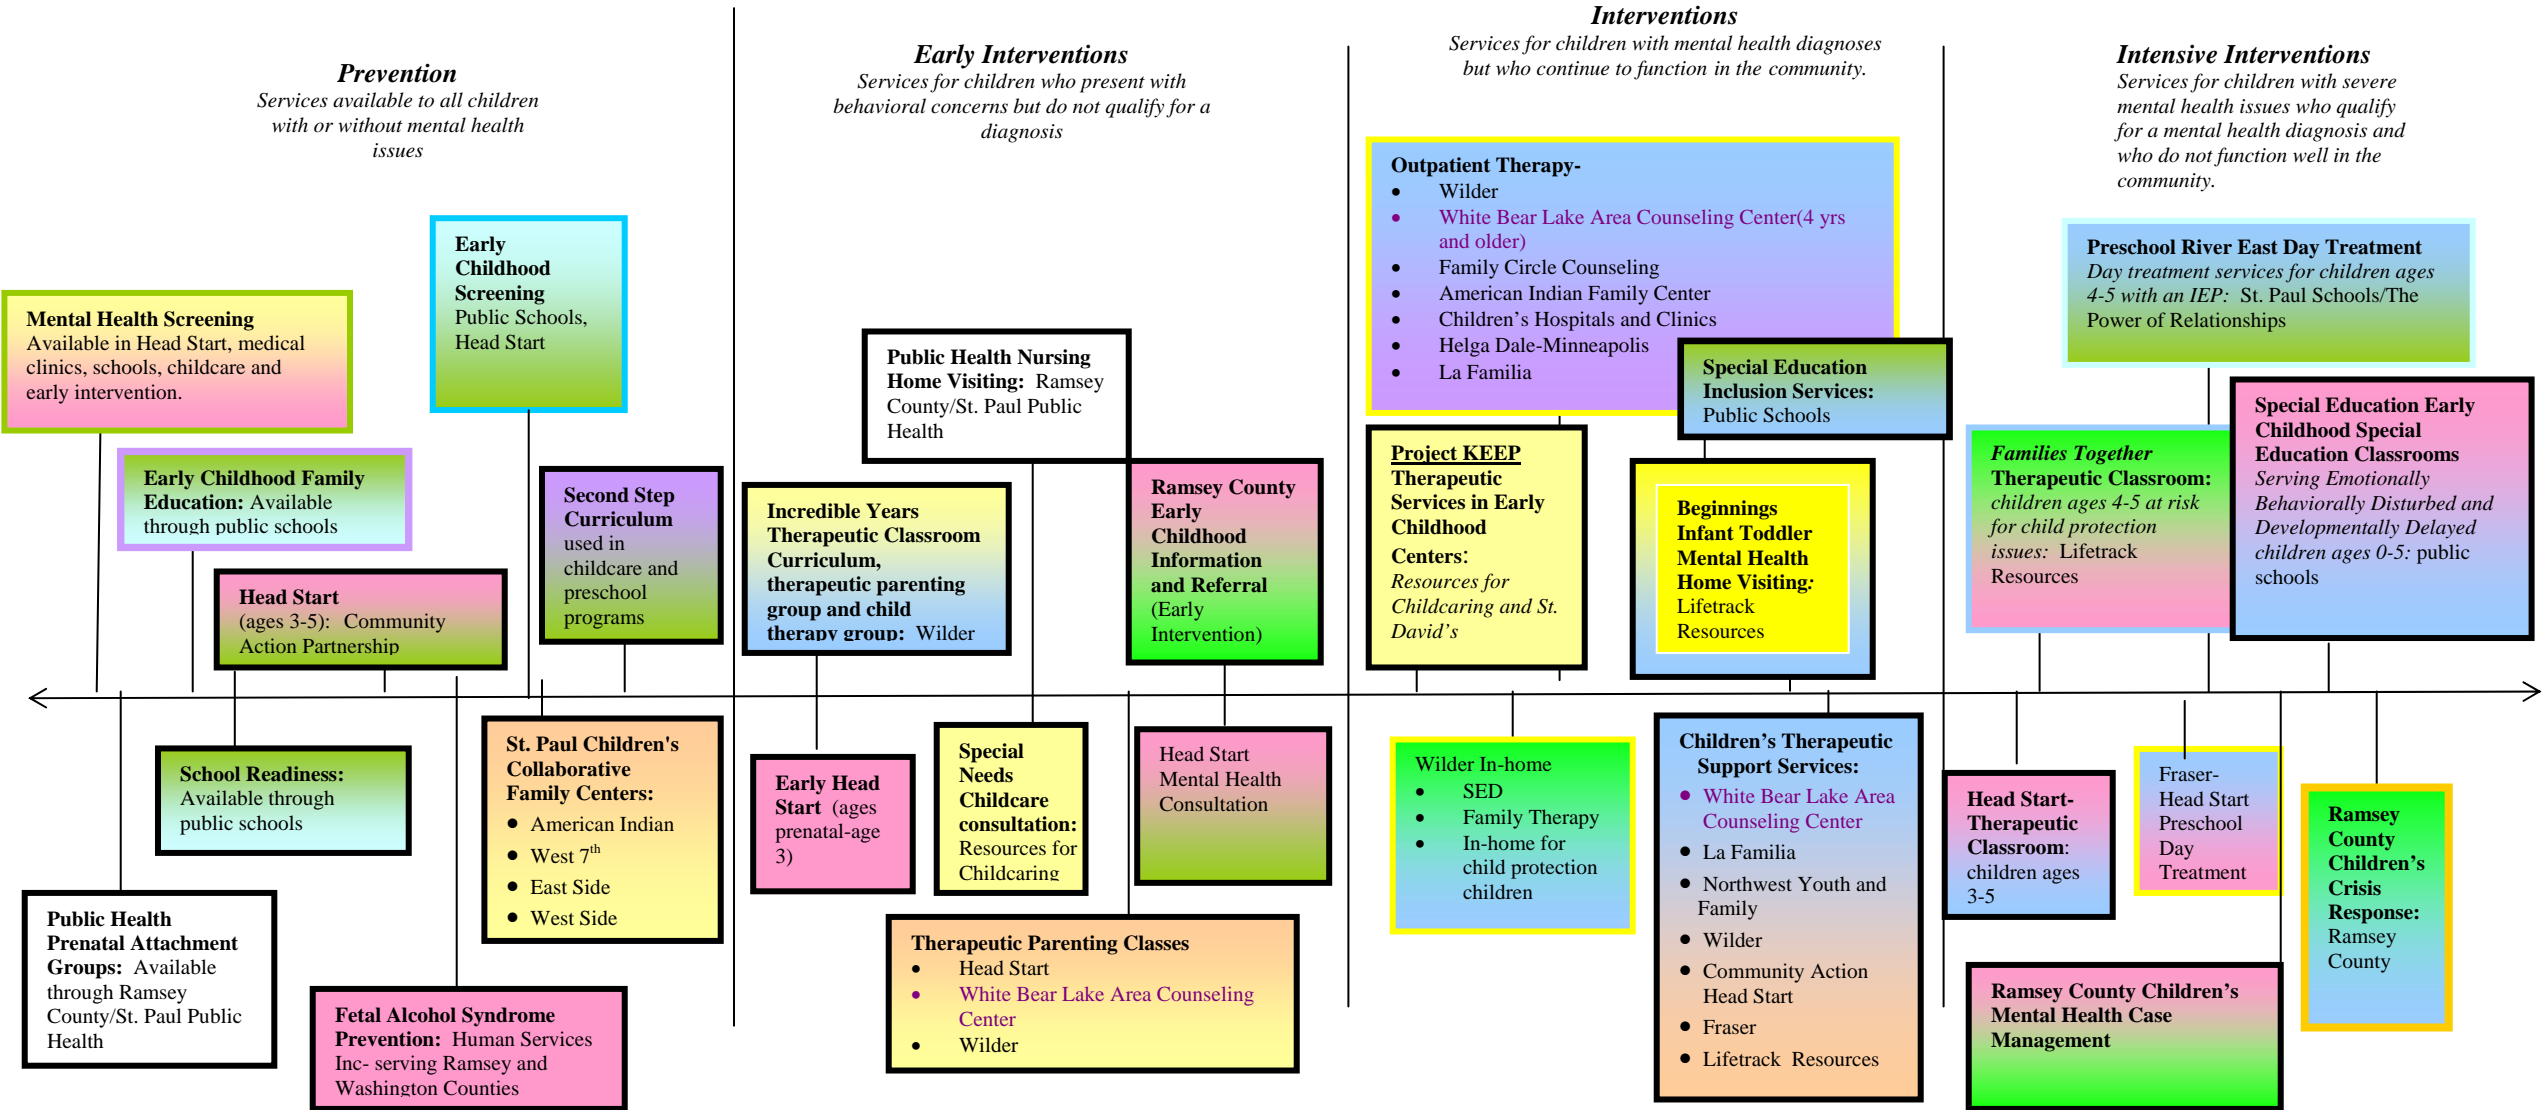 Prevention
Services available to all children
with or without mental health
issues
Early Interventions
Services for children who present with
behavioral concerns but do not qualify for a
diagnosis
Interventions
Services for children with mental health diagnoses
but who continue to function in the community.
Intensive Interventions
Services for children with severe
mental health issues who qualify
for a mental health diagnosis and
who do not function well in the
community.
Mental Health Screening
Available in Head Start, medical
clinics, schools, childcare and
early intervention.
Early
Childhood
Screening
Public Schools,
Head Start
Early Childhood Family
Education: Available
through public schools
Head Start
(ages 3-5): Community
Action Partnership
Second Step
Curriculum
used in
childcare and
preschool
programs
School Readiness:
Available through
public schools
St. Paul Children's
Collaborative
Family Centers:
• American Indian
• West 7th
• East Side
• West Side
Public Health
Prenatal Attachment
Groups: Available
through Ramsey
County/St. Paul Public
Health
Fetal Alcohol Syndrome
Prevention: Human Services
Inc- serving Ramsey and
Washington Counties
Public Health Nursing
Home Visiting: Ramsey
County/St. Paul Public
Health
Incredible Years
Therapeutic Classroom
Curriculum,
therapeutic parenting
group and child
therapy group: Wilder
Ramsey County
Early
Childhood
Information
and Referral
(Early
Intervention)
Early Head
Start (ages
prenatal-age
3)
Special
Needs
Childcare
consultation:
Resources for
Childcaring
Head Start
Mental Health
Consultation
Therapeutic Parenting Classes
• Head Start
• White Bear Lake Area Counseling
Center
• Wilder
Outpatient Therapy-
• Wilder
• White Bear Lake Area Counseling Center(4 yrs
and older)
• Family Circle Counseling
• American Indian Family Center
• Children's Hospitals and Clinics
• Helga Dale-Minneapolis
• La Familia
Special Education
Inclusion Services:
Public Schools
Project KEEP
Therapeutic
Services in Early
Childhood
Centers:
Resources for
Childcaring and St.
David's
Beginnings
Infant Toddler
Mental Health
Home Visiting:
Lifetrack
Resources
Wilder In-home
• SED
• Family Therapy
• In-home for
child protection
children
Children's Therapeutic
Support Services:
• White Bear Lake Area
Counseling Center
• La Familia
• Northwest Youth and
Family
• Wilder
• Community Action
Head Start
• Fraser
• Lifetrack Resources
Preschool River East Day Treatment
Day treatment services for children ages
4-5 with an IEP: St. Paul Schools/The
Power of Relationships
Families Together
Therapeutic Classroom:
children ages 4-5 at risk
for child protection
issues: Lifetrack
Resources
Special Education Early
Childhood Special
Education Classrooms
Serving Emotionally
Behaviorally Disturbed and
Developmentally Delayed
children ages 0-5: public
schools
Head Start-
Therapeutic
Classroom:
children ages
3-5
Fraser-
Head Start
Preschool
Day
Treatment
Ramsey
County
Children's
Crisis
Response:
Ramsey
County
Ramsey County Children's
Mental Health Case
Management